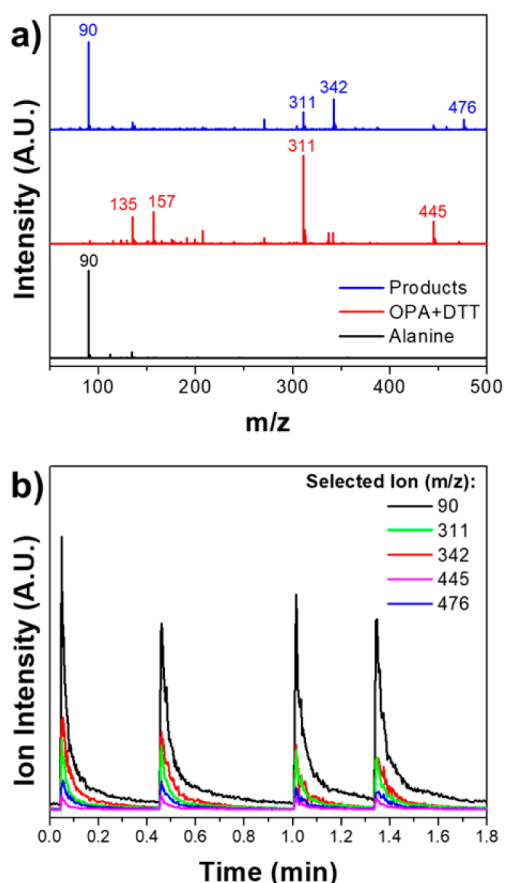 a)
90
311
342
476
135
157
311
445
90
Products
OPA+DTT
Alanine
100 200 300 400 500
m/z
Intensity (A.U.)
b)
Selected Ion (m/z):
90
311
342
445
476
Ion Intensity (A.U.)
0.0 0.2 0.4 0.6 0.8 1.0 1.2 1.4 1.6 1.8
Time (min)